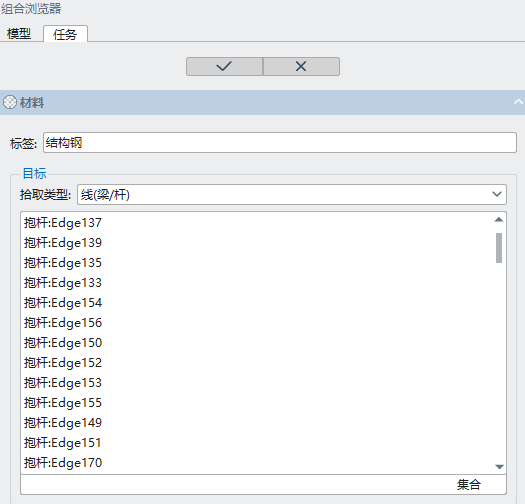 组合浏览器
模型 任务
材料
标签: 结构钢
目标
拾取类型: 线(梁/杆)
抱杆:Edge137
抱杆:Edge139
抱杆:Edge135
抱杆:Edge133
抱杆:Edge154
抱杆:Edge156
抱杆:Edge150
抱杆:Edge152
抱杆:Edge153
抱杆:Edge155
抱杆:Edge149
抱杆:Edge151
抱杆:Edge170
集合